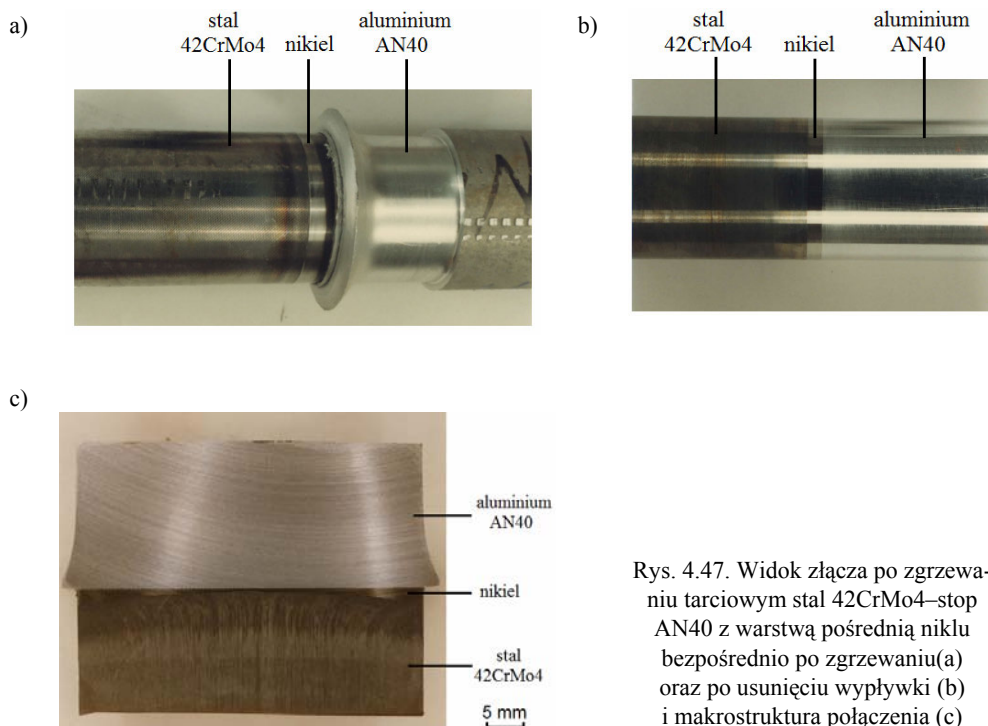 a)
stal
42CrMo4
nikiel
aluminium
AN40
b)
stal
42CrMo4
nikiel
aluminium
AN40
c)
aluminium
AN40
nikiel
stal
42CrMo4
5 mm
Rys. 4.47. Widok złącza po zgrzewa-
niu tarciowym stal 42CrMo4–stop
AN40 z warstwą pośrednią niklu
bezpośrednio po zgrzewaniu(a)
oraz po usunięciu wypływki (b)
i makrostruktura połączenia (c)